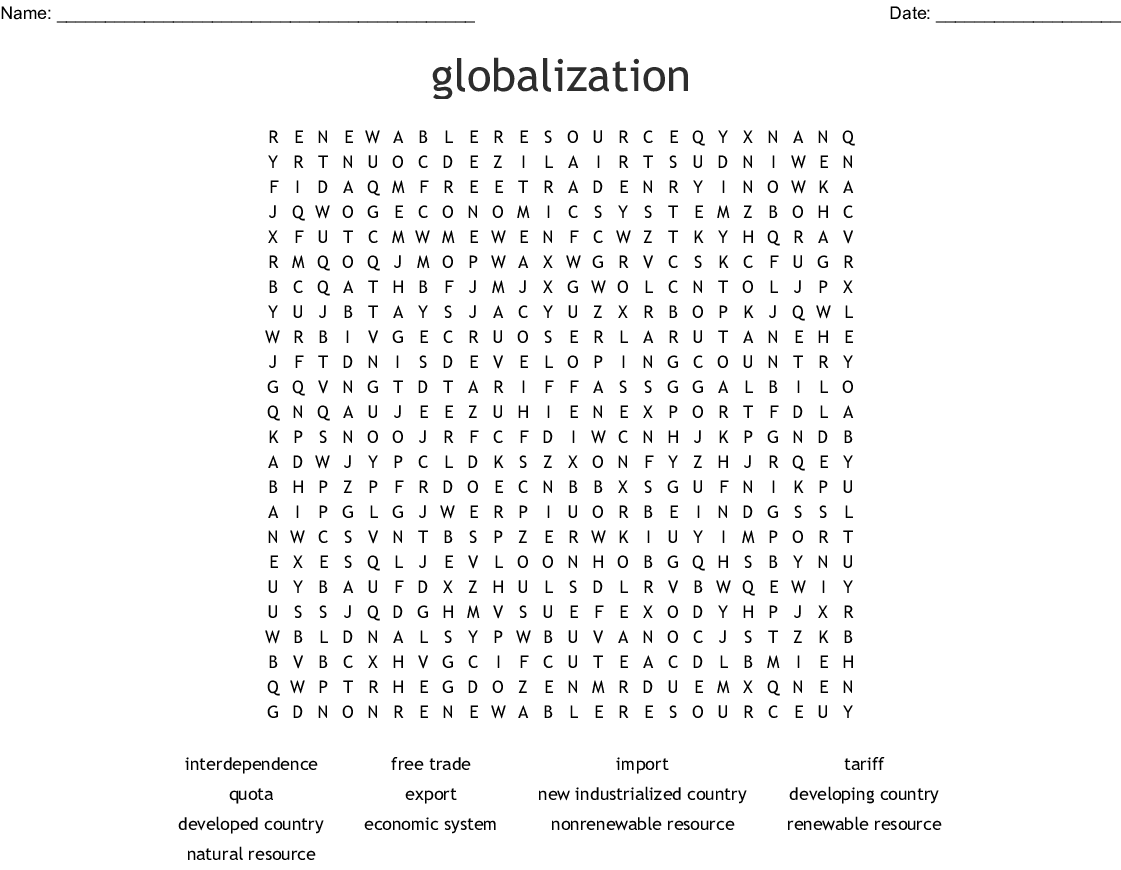 Name: ___________________________________________ Date: ___________________
globalization
R E N E W A B L E R E S O U R C E Q Y X N A N Q
Y R T N U O C D E Z I L A I R T S U D N I W E N
F I D A Q M F R E E T R A D E N R Y I N O W K A
J Q W O G E C O N O M I C S Y S T E M Z B O H C
X F U T C M W M E W E N F C W Z T K Y H Q R A V
R M Q O Q J M O P W A X W G R V C S K C F U G R
B C Q A T H B F J M J X G W O L C N T O L J P X
Y U J B T A Y S J A C Y U Z X R B O P K J Q W L
W R B I V G E C R U O S E R L A R U T A N E H E
J F T D N I S D E V E L O P I N G C O U N T R Y
G Q V N G T D T A R I F F A S S G G A L B I L O
Q N Q A U J E E Z U H I E N E X P O R T F D L A
K P S N O O J R F C F D I W C N H J K P G N D B
A D W J Y P C L D K S Z X O N F Y Z H J R Q E Y
B H P Z P F R D O E C N B B X S G U F N I K P U
A I P G L G J W E R P I U O R B E I N D G S S L
N W C S V N T B S P Z E R W K I U Y I M P O R T
E X E S Q L J E V L O O N H O B G Q H S B Y N U
U Y B A U F D X Z H U L S D L R V B W Q E W I Y
U S S J Q D G H M V S U E F E X O D Y H P J X R
W B L D N A L S Y P W B U V A N O C J S T Z K B
B V B C X H V G C I F C U T E A C D L B M I E H
Q W P T R H E G D O Z E N M R D U E M X Q N E N
G D N O N R E N E W A B L E R E S O U R C E U Y
interdependence free trade import tariff
quota export new industrialized country developing country
developed country economic system nonrenewable resource renewable resource
natural resource